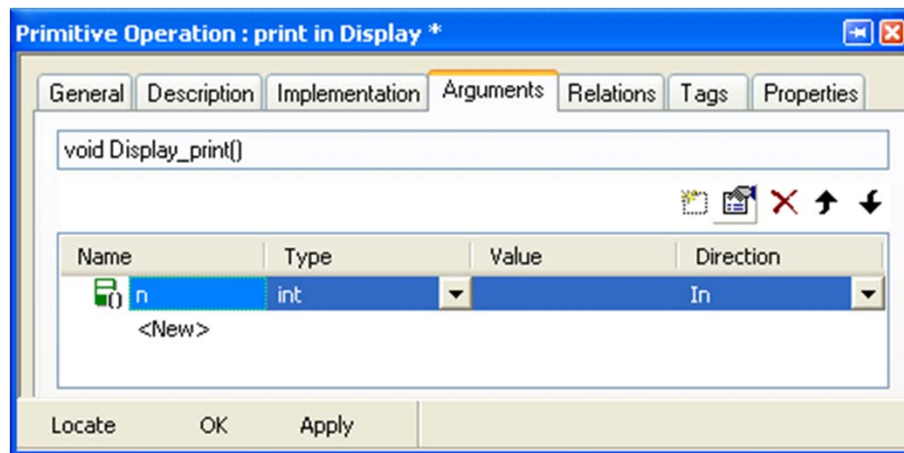 Primitive Operation : print in Display *
General Description Implementation Arguments Relations Tags Properties
void Display_print()
Name Type Value Direction
n int In
<New>
Locate OK Apply